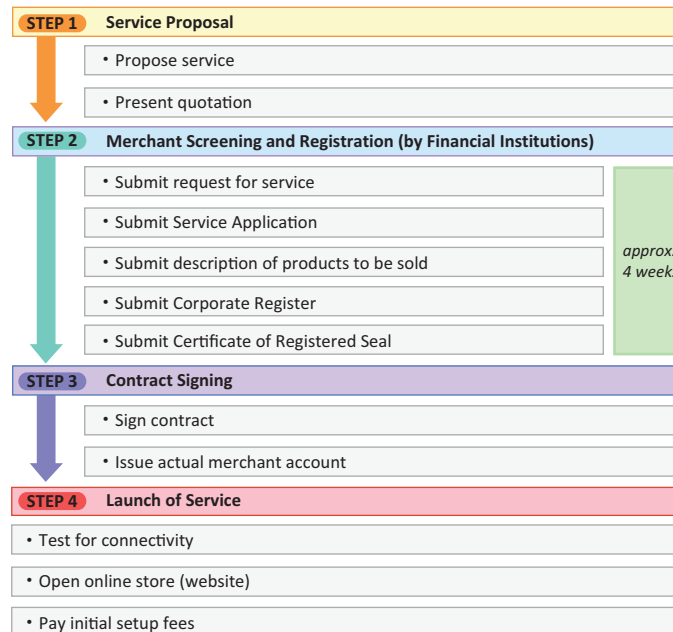 STEP 1 Service Proposal
・Propose service
・Present quotation
STEP 2 Merchant Screening and Registration (by Financial Institutions)
・Submit request for service
・Submit Service Application
・Submit description of products to be sold
・Submit Corporate Register
・Submit Certificate of Registered Seal
approx.
4 week
STEP 3 Contract Signing
・Sign contract
・Issue actual merchant account
STEP 4 Launch of Service
・Test for connectivity
・Open online store (website)
・Pay initial setup fees